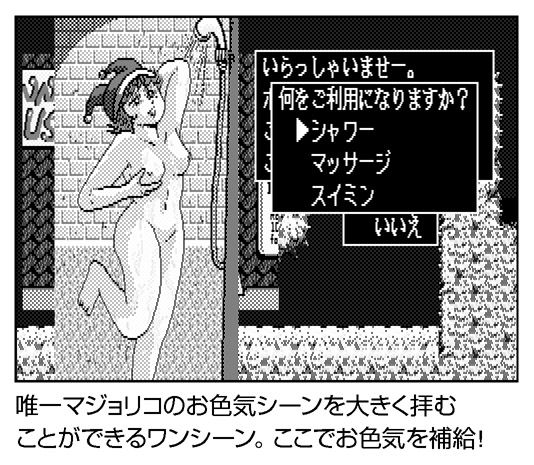 いらっしゃいませー。
何をご利用になりますか?
▶シャワー
マッサージ
スイミン
いいえ
US
唯一マジョリコのお色気シーンを大きく拝む
ことができるワンシーン。ここでお色気を補給!